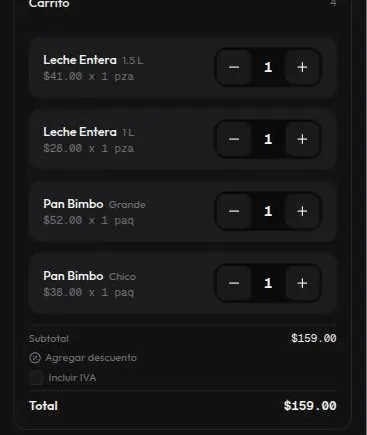 Carrito 4
Leche Entera 1.5 L
$41.00 x 1 pza
− 1 +
Leche Entera 1 L
$28.00 x 1 pza
− 1 +
Pan Bimbo Grande
$52.00 x 1 paq
− 1 +
Pan Bimbo Chico
$38.00 x 1 paq
− 1 +
Subtotal $159.00
Agregar descuento
Incluir IVA
Total $159.00